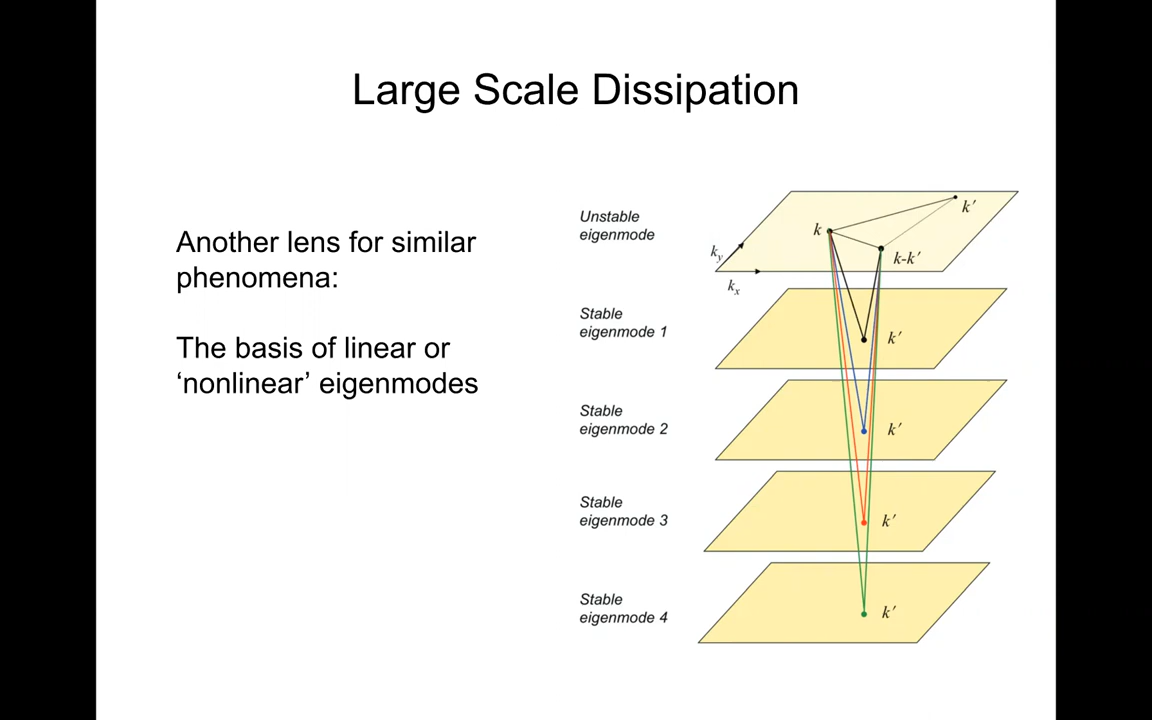 Large Scale Dissipation
Another lens for similar
phenomena:
The basis of linear or
‘nonlinear’ eigenmodes
Unstable
eigenmode
k
k′
k-k′
k_y
k_x
Stable
eigenmode 1
k′
Stable
eigenmode 2
k′
Stable
eigenmode 3
k′
Stable
eigenmode 4
k′